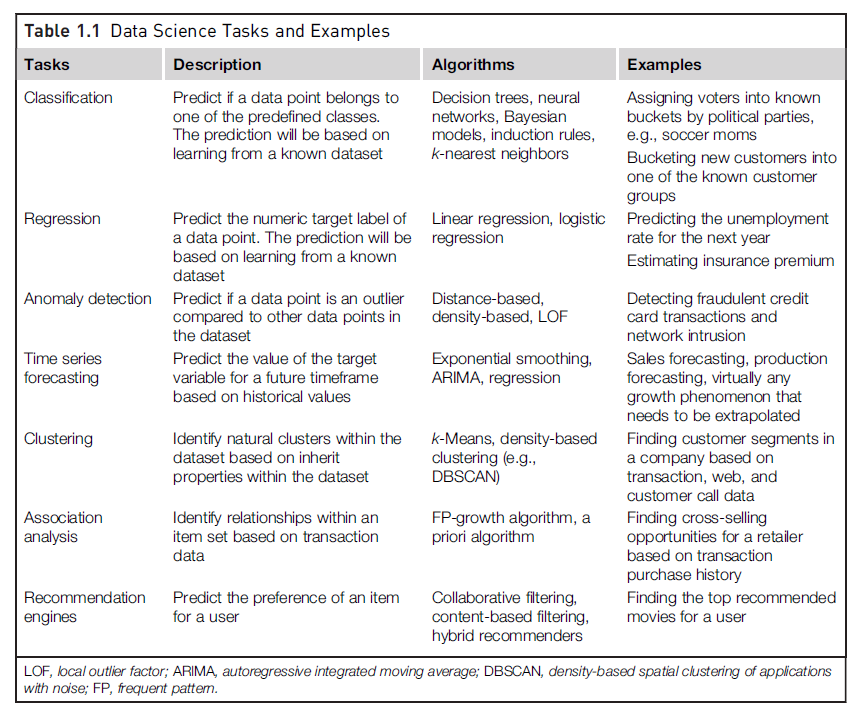 Table 1.1 Data Science Tasks and Examples
Tasks Description Algorithms Examples
Classification Predict if a data point belongs to Decision trees, neural Assigning voters into known
one of the predefined classes. networks, Bayesian buckets by political parties,
The prediction will be based on models, induction rules, e.g., soccer moms
learning from a known dataset k-nearest neighbors Bucketing new customers into
one of the known customer
groups
Regression Predict the numeric target label of Linear regression, logistic Predicting the unemployment
a data point. The prediction will be regression rate for the next year
based on learning from a known Estimating insurance premium
dataset
Anomaly detection Predict if a data point is an outlier Distance-based, Detecting fraudulent credit
compared to other data points in density-based, LOF card transactions and
the dataset network intrusion
Time series Predict the value of the target Exponential smoothing, Sales forecasting, production
forecasting variable for a future timeframe ARIMA, regression forecasting, virtually any
based on historical values growth phenomenon that
needs to be extrapolated
Clustering Identify natural clusters within the k-Means, density-based Finding customer segments in
dataset based on inherit clustering (e.g., a company based on
properties within the dataset DBSCAN) transaction, web, and
customer call data
Association Identify relationships within an FP-growth algorithm, a Finding cross-selling
analysis item set based on transaction priori algorithm opportunities for a retailer
data based on transaction
purchase history
Recommendation Predict the preference of an item Collaborative filtering, Finding the top recommended
engines for a user content-based filtering, movies for a user
hybrid recommenders
LOF, local outlier factor; ARIMA, autoregressive integrated moving average; DBSCAN, density-based spatial clustering of applications
with noise; FP, frequent pattern.